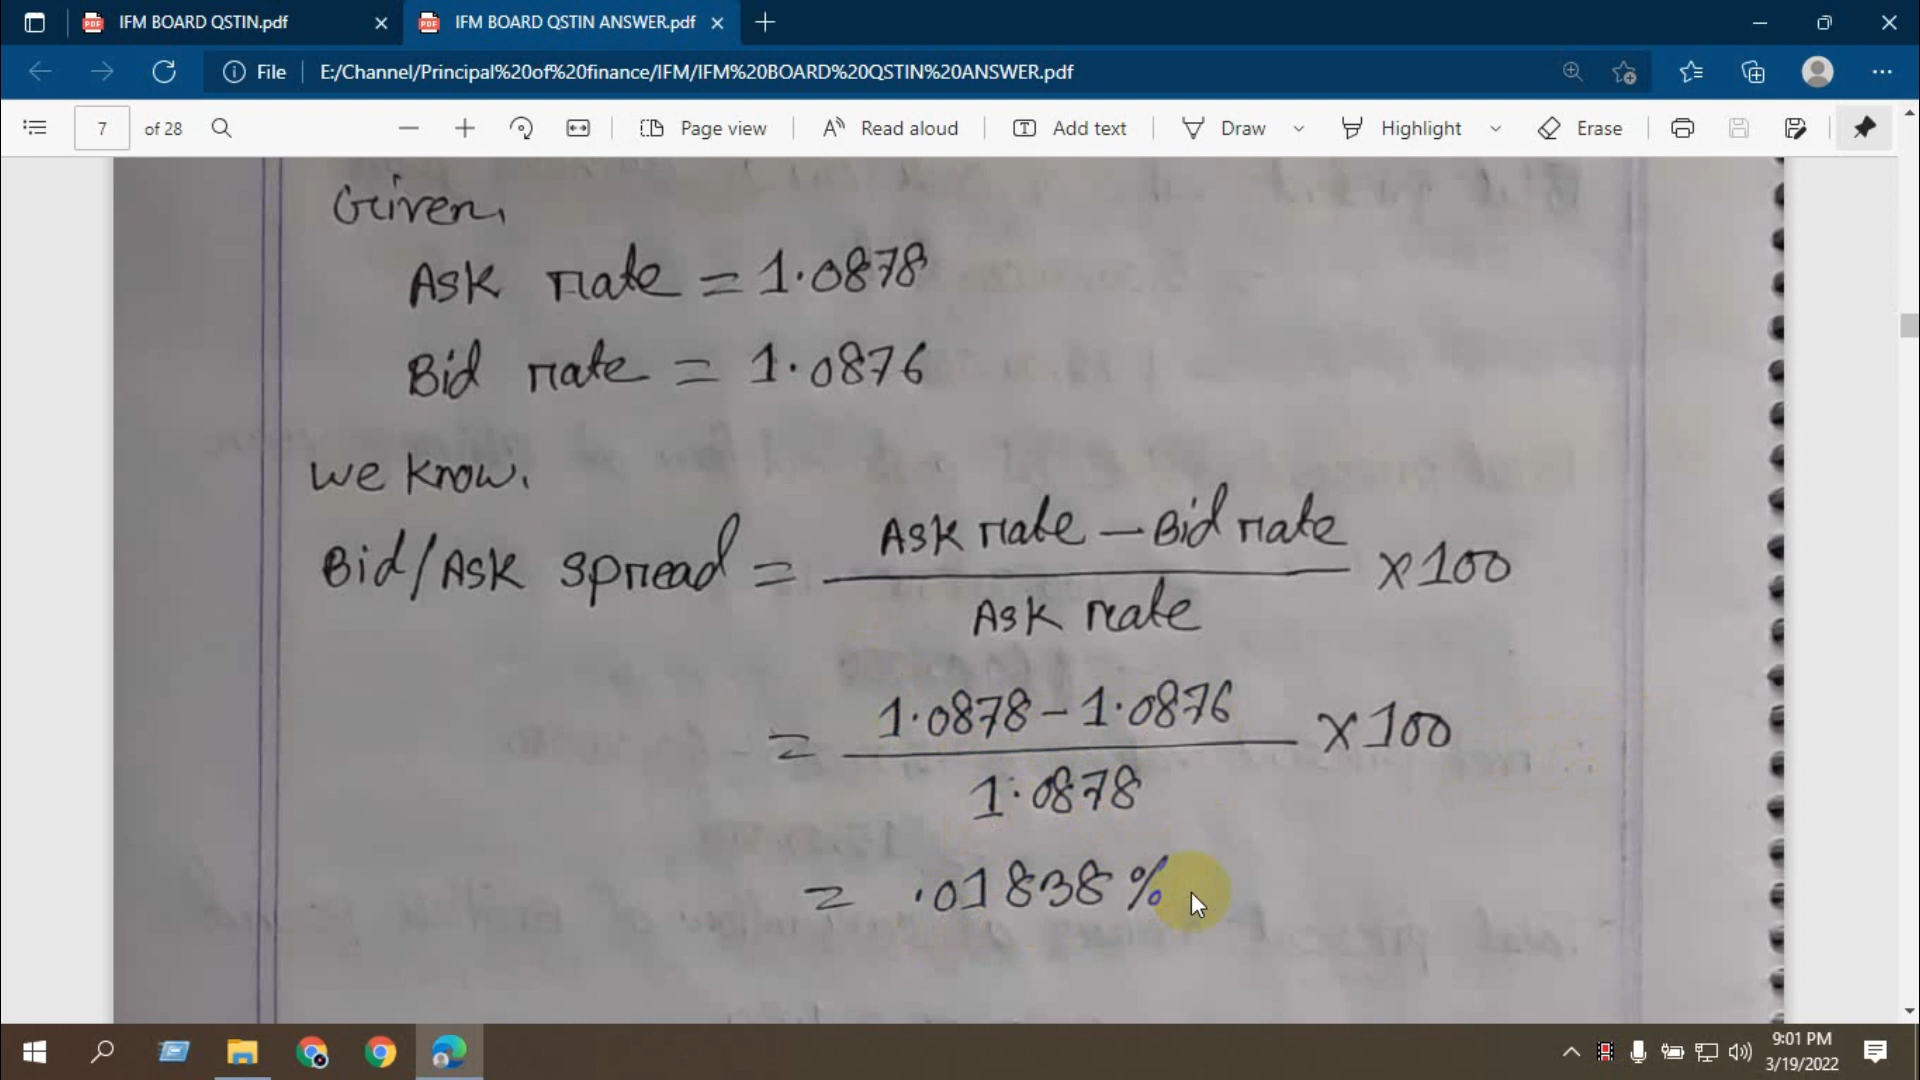 IFM BOARD QSTIN.pdf
IFM BOARD QSTIN ANSWER.pdf
File
E:/Channel/Principal%20of%20finance/IFM/IFM%20BOARD%20QSTIN%20ANSWER.pdf
7 of 28
Page view
Read aloud
Add text
Draw
Highlight
Erase
Given,
Ask rate = 1.0878
Bid rate = 1.0876
We know,
Bid/Ask spread = Ask rate – Bid rate × 100
Ask rate
= 1.0878 – 1.0876 × 100
1.0878
= .01838 %
9:01 PM
3/19/2022